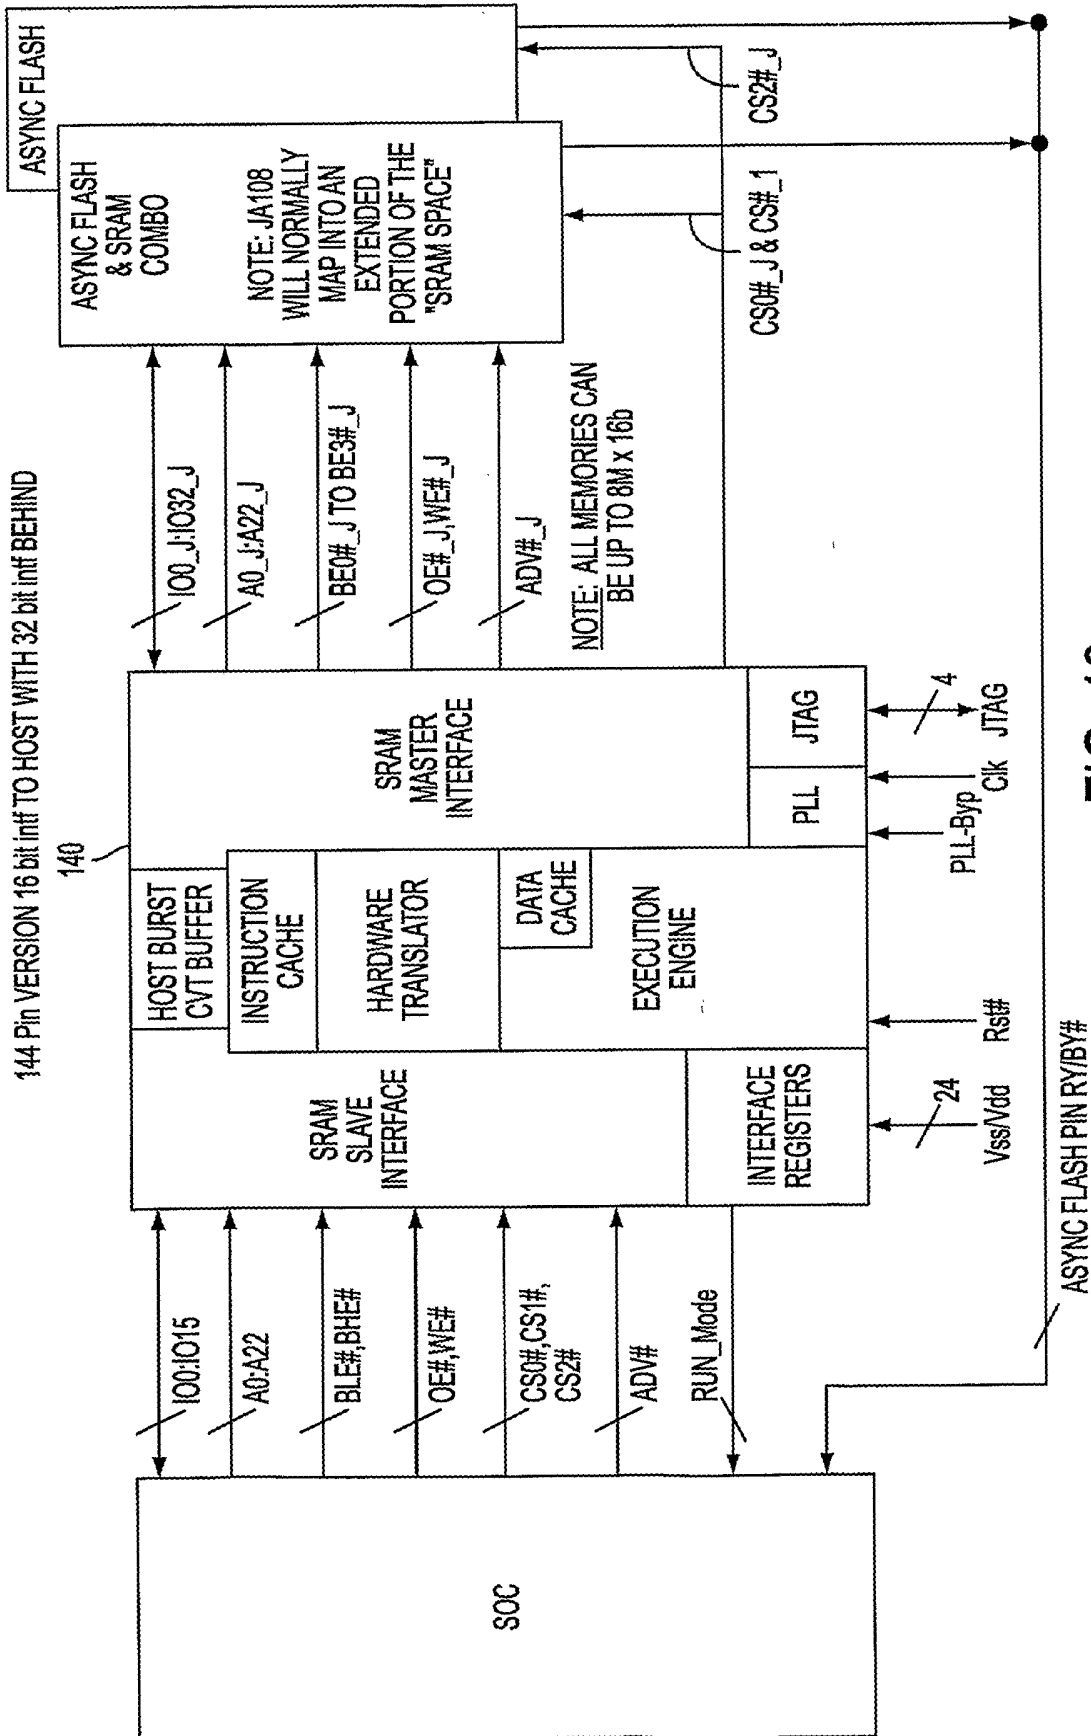 144 Pin VERSION 16 bit intf TO HOST WITH 32 bit intf BEHIND
140
SOC
IO0:IO15
A0:A22
BLE#,BHE#
OE#,WE#
CS0#,CS1#,
CS2#
ADV#
RUN_Mode
SRAM
SLAVE
INTERFACE
INTERFACE
REGISTERS
HOST BURST
CVT BUFFER
INSTRUCTION
CACHE
HARDWARE
TRANSLATOR
DATA
CACHE
EXECUTION
ENGINE
SRAM
MASTER
INTERFACE
PLL
JTAG
24
Vss/Vdd
Rst#
PLL-Byp
Clk
4
JTAG
IO0_J:IO32_J
A0_J:A22_J
BE0#_J TO BE3#_J
OE#_J,WE#_J
ADV#_J
NOTE: ALL MEMORIES CAN
BE UP TO 8M x 16b
ASYNC FLASH
& SRAM
COMBO
NOTE: JA108
WILL NORMALLY
MAP INTO AN
EXTENDED
PORTION OF THE
"SRAM SPACE"
ASYNC FLASH
CS0#_J & CS#_1
CS2#_J
ASYNC FLASH PIN RY/BY#